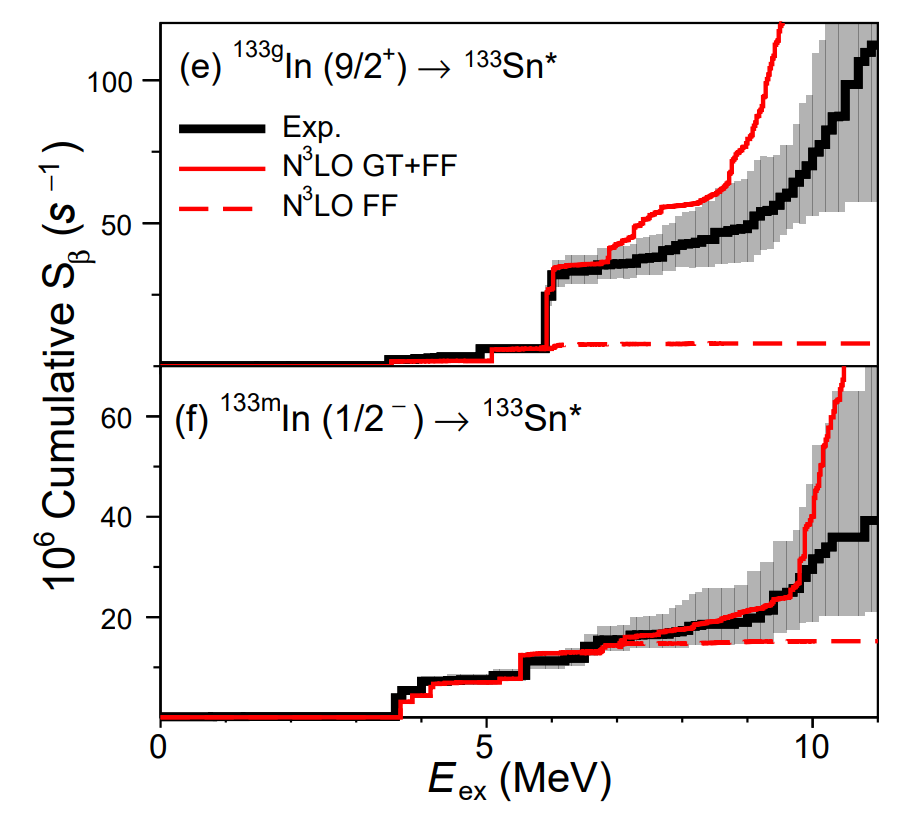 (e) ¹³³ᵍIn (9/2⁺) → ¹³³Sn*
Exp.
N³LO GT+FF
N³LO FF
100
50
10⁶ Cumulative S_β (s⁻¹)
(f) ¹³³ᵐIn (1/2⁻) → ¹³³Sn*
60
40
20
0 5 10
E_ex (MeV)